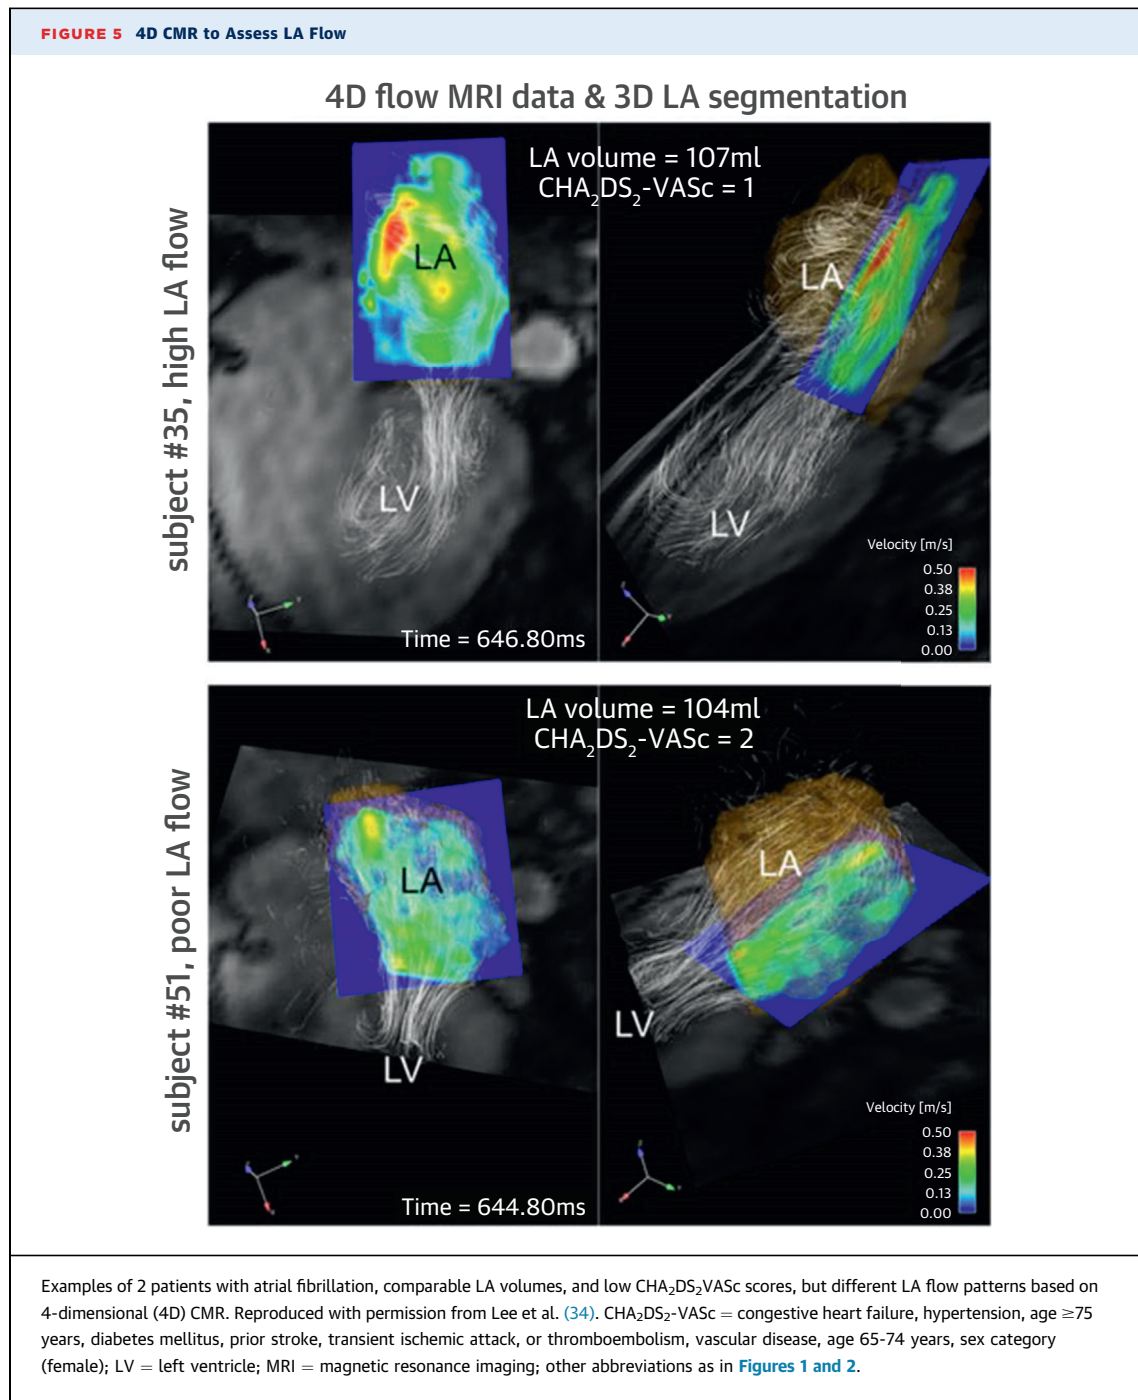 FIGURE 5 4D CMR to Assess LA Flow
4D flow MRI data & 3D LA segmentation
subject #35, high LA flow
LA volume = 107ml
CHA₂DS₂-VASc = 1
LA
LA
LV
LV
Velocity [m/s]
0.50
0.38
0.25
0.13
0.00
Time = 646.80ms
subject #51, poor LA flow
LA volume = 104ml
CHA₂DS₂-VASc = 2
LA
LA
LV
LV
Velocity [m/s]
0.50
0.38
0.25
0.13
0.00
Time = 644.80ms
Examples of 2 patients with atrial fibrillation, comparable LA volumes, and low CHA₂DS₂VASc scores, but different LA flow patterns based on
4-dimensional (4D) CMR. Reproduced with permission from Lee et al. (34). CHA₂DS₂-VASc = congestive heart failure, hypertension, age ≥75
years, diabetes mellitus, prior stroke, transient ischemic attack, or thromboembolism, vascular disease, age 65-74 years, sex category
(female); LV = left ventricle; MRI = magnetic resonance imaging; other abbreviations as in Figures 1 and 2.